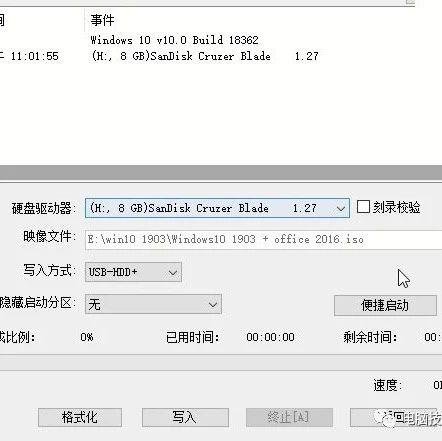 间 事件
Windows 10 v10.0 Build 18362
午 11:01:55 (H:, 8 GB)SanDisk Cruzer Blade 1.27
硬盘驱动器: (H:, 8 GB)SanDisk Cruzer Blade 1.27 刻录校验
映像文件: E:\win10 1903\Windows10 1903 + office 2016.iso
写入方式: USB-HDD+
隐藏启动分区: 无 便捷启动
成比例: 0% 已用时间: 00:00:00 剩余时间: 00:
速度: 0
格式化 写入 终止[A] 返回
电脑技